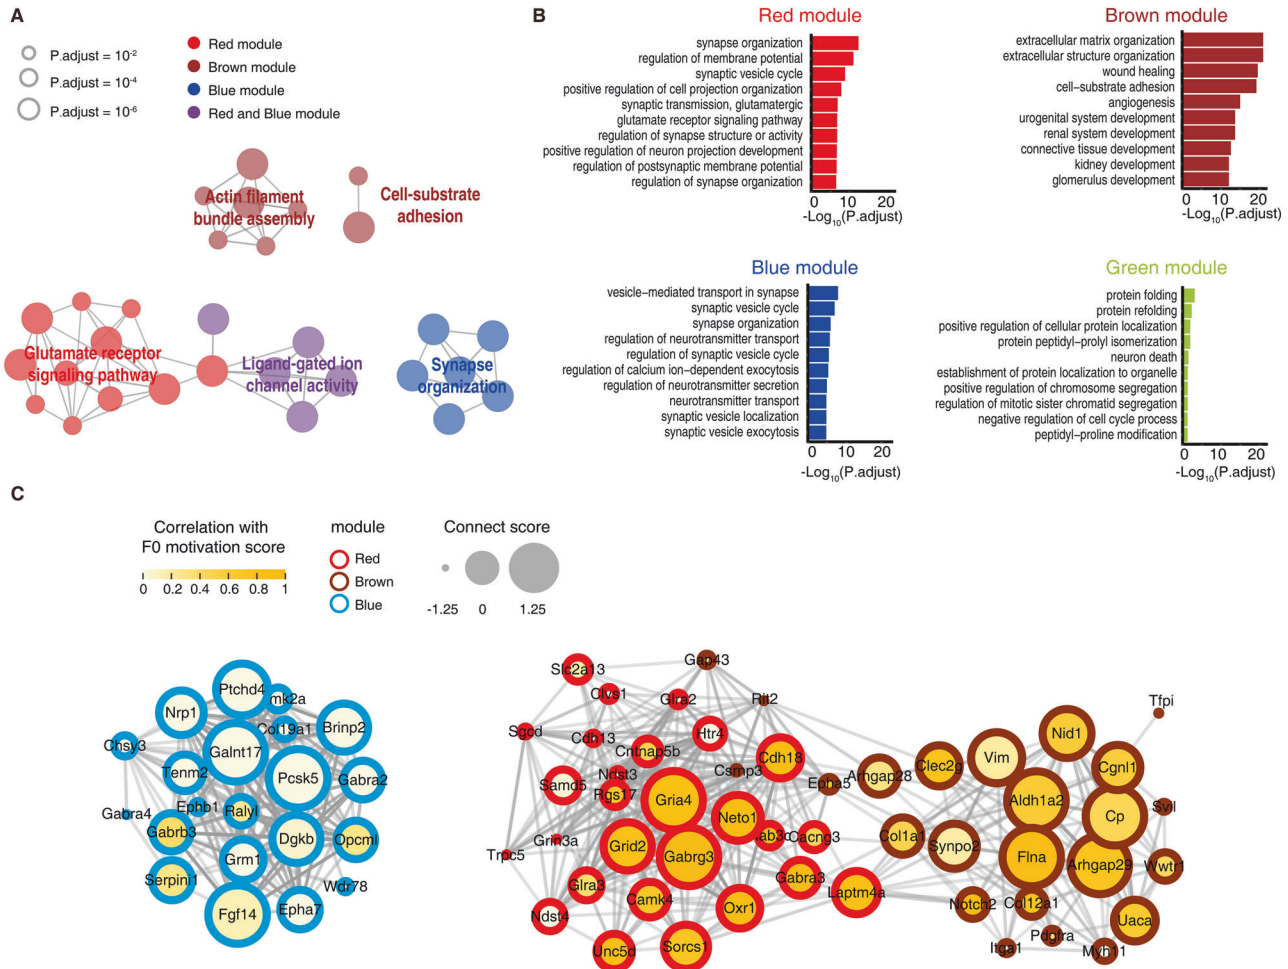 A
P.adjust = 10-2
P.adjust = 10-4
P.adjust = 10-6
Red module
Brown module
Blue module
Red and Blue module
Actin filament
bundle assembly
Cell-substrate
adhesion
Glutamate receptor
signaling pathway
Ligand-gated ion
channel activity
Synapse
organization
B
Red module
synapse organization
regulation of membrane potential
synaptic vesicle cycle
positive regulation of cell projection organization
synaptic transmission, glutamatergic
glutamate receptor signaling pathway
regulation of synapse structure or activity
positive regulation of neuron projection development
regulation of postsynaptic membrane potential
regulation of synapse organization
0 10 20
-Log10(P.adjust)
Brown module
extracellular matrix organization
extracellular structure organization
wound healing
cell-substrate adhesion
angiogenesis
urogenital system development
renal system development
connective tissue development
kidney development
glomerulus development
0 10 20
-Log10(P.adjust)
Blue module
vesicle-mediated transport in synapse
synaptic vesicle cycle
synapse organization
regulation of neurotransmitter transport
regulation of synaptic vesicle cycle
regulation of calcium ion-dependent exocytosis
regulation of neurotransmitter secretion
neurotransmitter transport
synaptic vesicle localization
synaptic vesicle exocytosis
0 10 20
-Log10(P.adjust)
Green module
protein folding
protein refolding
positive regulation of cellular protein localization
protein peptidyl-prolyl isomerization
neuron death
establishment of protein localization to organelle
positive regulation of chromosome segregation
regulation of mitotic sister chromatid segregation
negative regulation of cell cycle process
peptidyl-proline modification
0 10 20
-Log10(P.adjust)
C
Correlation with
F0 motivation score
0 0.2 0.4 0.6 0.8 1
module
Red
Brown
Blue
Connect score
-1.25 0 1.25
Ptchd4
mk2a
Nrp1
Col19a1
Brinp2
Chsy3
Galnt17
Tenm2
Pcsk5
Gabra2
Gabra4
Ephb1
Ralyl
Gabrb3
Dgkb
Opcml
Grm1
Serpini1
Wdr78
Fgf14
Epha7
Slc2a13
Gap43
Clvs1
Glra2
Rit2
Sgcd
Cdh13
Htr4
Cntnap5b
Cdh18
Samd5
Ndst3
Rgs17
Csrnp3
Epha5
Gria4
Neto1
Grin3a
Trpc5
Grid2
Gabrg3
Cacng3
Glra3
Gabra3
Camk4
Oxr1
Laptm4a
Ndst4
Unc5d
Sorcs1
Tfpi
Nid1
Vim
Arhgap28
Clec2g
Cgnl1
Aldh1a2
Cp
Svil
Col1a1
Synpo2
Flna
Arhgap29
Wwtr1
Notch2
Col12a1
Uaca
Pdgfra
Itga1
Myh11